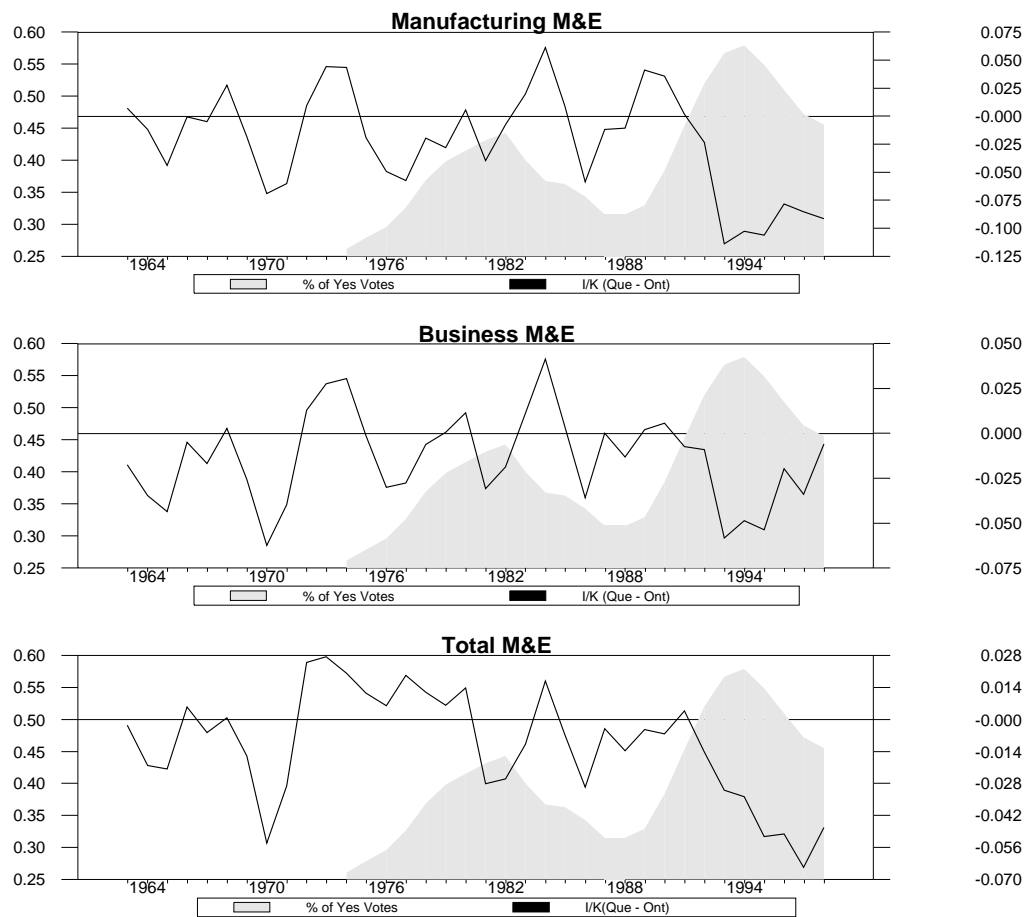 Manufacturing M&E
0.60 0.075
0.55 0.050
0.50 0.025
0.45 -0.000
0.40 -0.025
0.35 -0.050
0.30 -0.075
0.25 -0.100
-0.125
1964 1970 1976 1982 1988 1994
% of Yes Votes I/K (Que - Ont)
Business M&E
0.60 0.050
0.55 0.025
0.50 0.000
0.45 -0.025
0.40 -0.050
0.35 -0.075
0.30
0.25
1964 1970 1976 1982 1988 1994
% of Yes Votes I/K (Que - Ont)
Total M&E
0.60 0.028
0.55 0.014
0.50 -0.000
0.45 -0.014
0.40 -0.028
0.35 -0.042
0.30 -0.056
0.25 -0.070
1964 1970 1976 1982 1988 1994
% of Yes Votes I/K(Que - Ont)